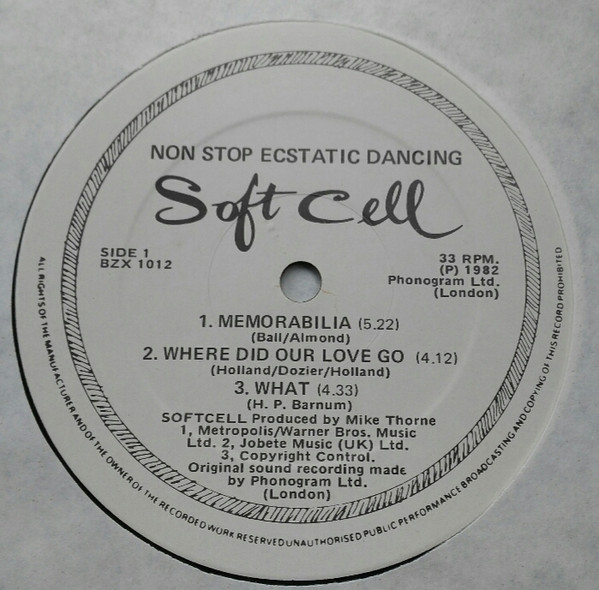 NON STOP ECSTATIC DANCING
Soft Cell
SIDE 1
BZX 1012
33 RPM.
(P) 1982
Phonogram Ltd.
(London)
1. MEMORABILIA (5.22)
(Ball/Almond)
2. WHERE DID OUR LOVE GO (4.12)
(Holland/Dozier/Holland)
3. WHAT (4.33)
(H. P. Barnum)
SOFTCELL Produced by Mike Thorne
1, Metropolis/Warner Bros. Music
Ltd. 2, Jobete Music (UK) Ltd.
3, Copyright Control.
Original sound recording made
by Phonogram Ltd.
(London)
ALL RIGHTS OF THE MANUFACTURER AND OF THE OWNER OF THE RECORDED WORK RESERVED UNAUTHORISED PUBLIC PERFORMANCE BROADCASTING AND COPYING OF THIS RECORD PROHIBITED